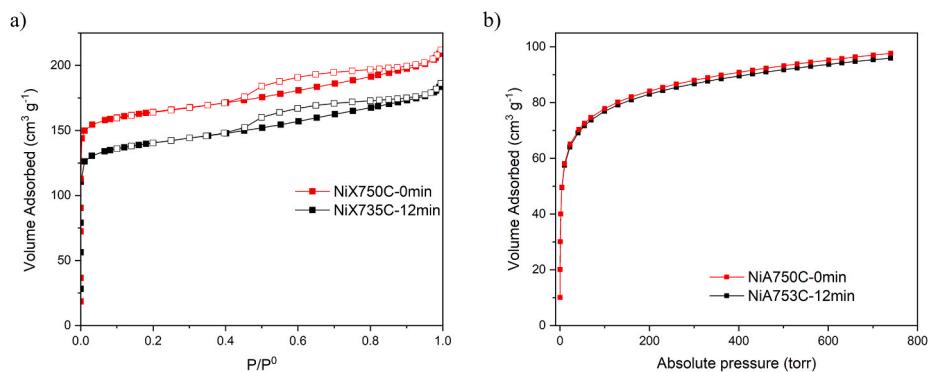 a)
Volume Adsorbed (cm³ g⁻¹)
200
150
100
50
0
NiX750C-0min
NiX735C-12min
0.0 0.2 0.4 0.6 0.8 1.0
P/P⁰
b)
Volume Adsorbed (cm³ g⁻¹)
100
80
60
40
20
0
NiA750C-0min
NiA753C-12min
0 200 400 600 800
Absolute pressure (torr)